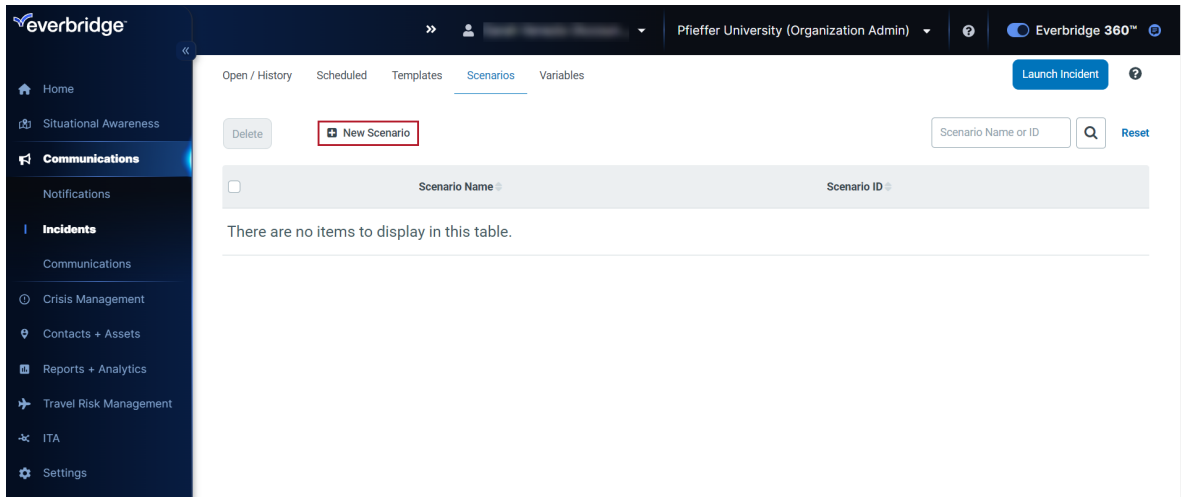 everbridge
Pfieffer University (Organization Admin)
Everbridge 360™
Home
Situational Awareness
Communications
Notifications
Incidents
Communications
Crisis Management
Contacts + Assets
Reports + Analytics
Travel Risk Management
ITA
Settings
Open / History Scheduled Templates Scenarios Variables Launch Incident
Delete New Scenario Scenario Name or ID Reset
Scenario Name Scenario ID
There are no items to display in this table.